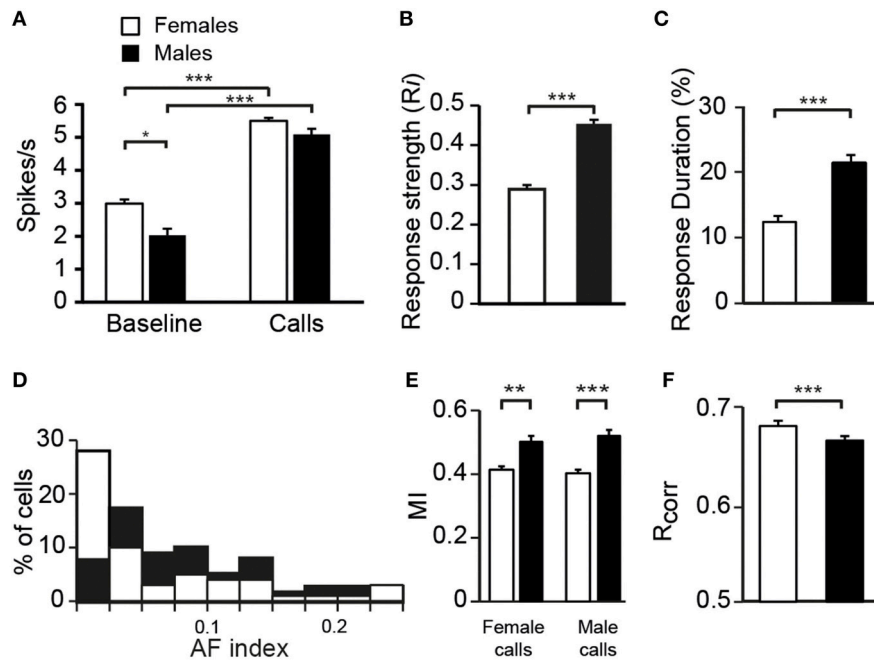 A
Females
Males
***
***
*
Spikes/s
6
5
4
3
2
1
0
Baseline
Calls
B
***
Response strength (Ri)
0.5
0.4
0.3
0.2
0.1
0
C
***
Response Duration (%)
30
20
10
0
D
% of cells
30
20
10
0
0.1
0.2
AF index
E
**
***
MI
0.6
0.4
0.2
0
Female
calls
Male
calls
F
***
Rcorr
0.7
0.6
0.5